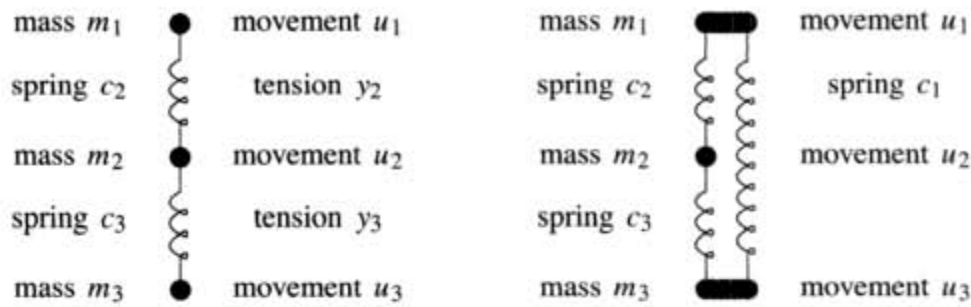 mass m₁ movement u₁ mass m₁ movement u₁
spring c₂ tension y₂ spring c₂ spring c₁
mass m₂ movement u₂ mass m₂ movement u₂
spring c₃ tension y₃ spring c₃
mass m₃ movement u₃ mass m₃ movement u₃